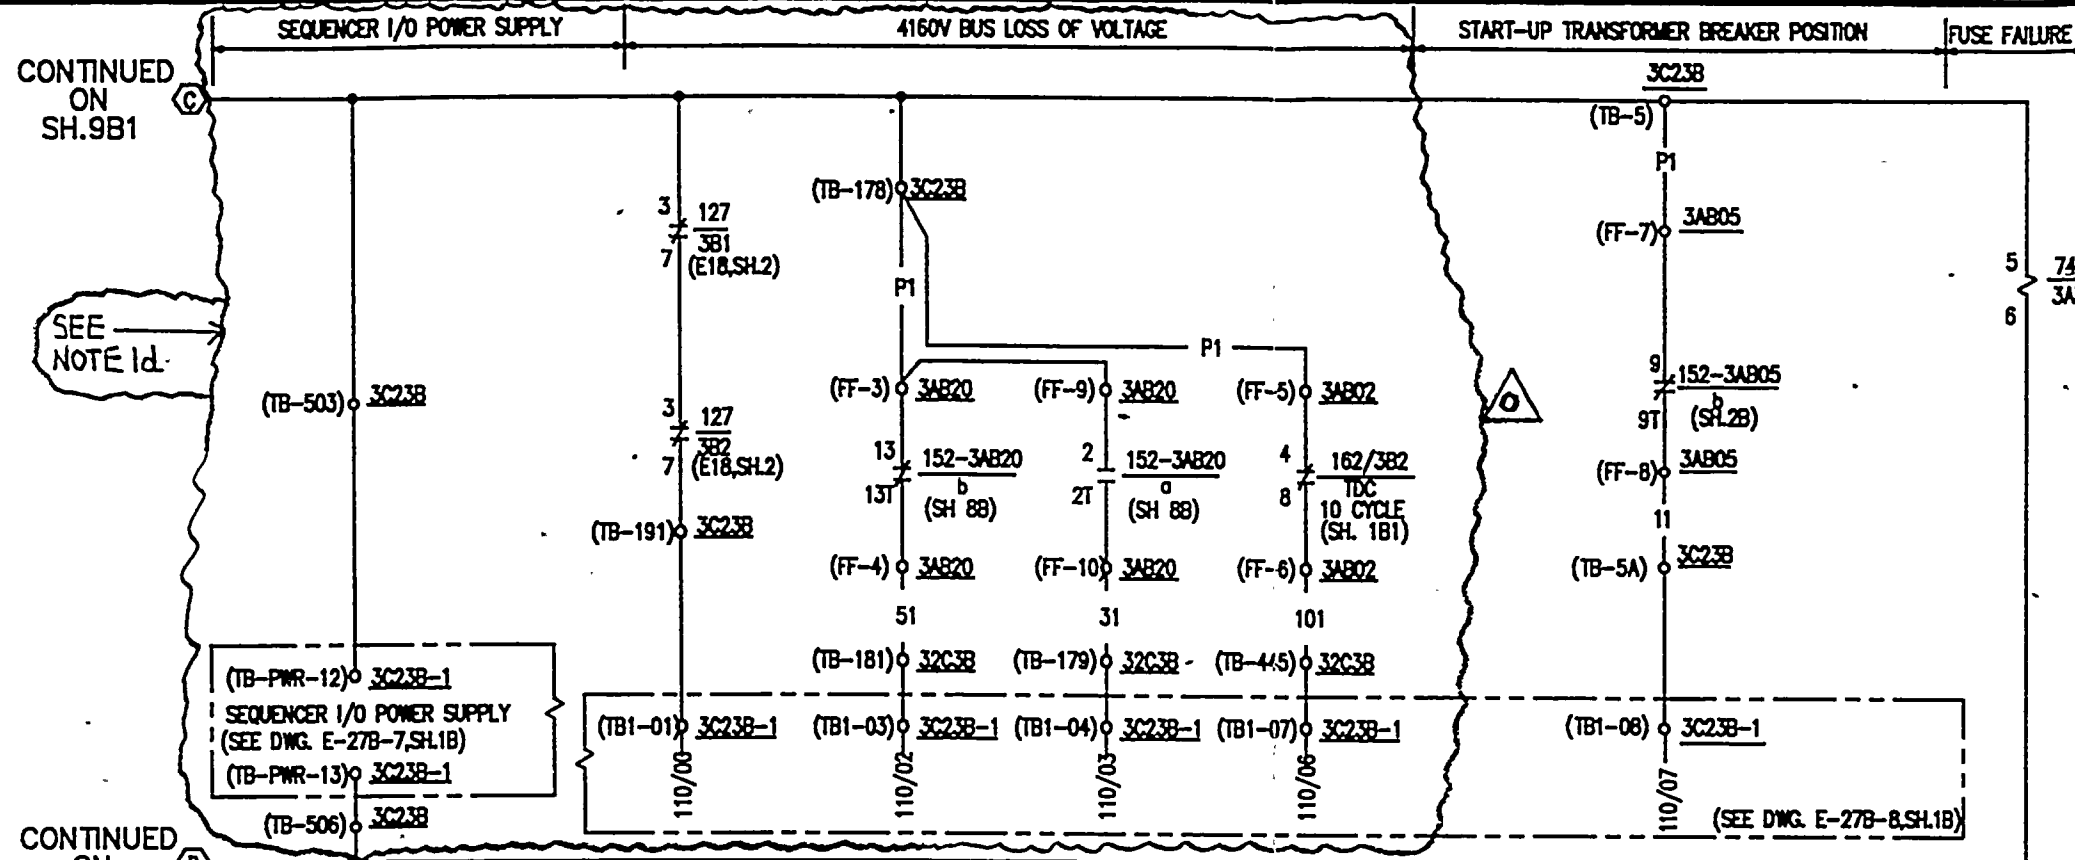 SEQUENCER I/O POWER SUPPLY
4160V BUS LOSS OF VOLTAGE
START-UP TRANSFORMER BREAKER POSITION
FUSE FAILURE
CONTINUED
ON
SH.9B1
C
3C23B
(TB-5)
P1
(TB-178) 3C23B
3 127
3B1
7 (E18,SH.2)
(FF-7) 3AB05
5
6
P1
SEE
NOTE 1d.
P1
(TB-503) 3C23B
3 127
3B2
7 (E18,SH.2)
(FF-3) 3AB20
(FF-9) 3AB20
(FF-5) 3AB02
0
9 152-3AB05
b
9T (SH.2B)
13 152-3AB20
b
13T (SH 8B)
2 152-3AB20
a
2T (SH 8B)
4 162/3B2
TDC
8 10 CYCLE
(SH. 1B1)
(FF-8) 3AB05
11
(TB-191) 3C23B
(FF-4) 3AB20
(FF-10) 3AB20
(FF-6) 3AB02
(TB-5A) 3C23B
51
31
101
(TB-181) 32C3B
(TB-179) 32C3B
(TB-445) 32C3B
(TB-PWR-12) 3C23B-1
SEQUENCER I/O POWER SUPPLY
(SEE DWG. E-27B-7,SH.1B)
(TB-PWR-13) 3C23B-1
(TB1-01) 3C23B-1
(TB1-03) 3C23B-1
(TB1-04) 3C23B-1
(TB1-07) 3C23B-1
(TB1-08) 3C23B-1
110/00
110/02
110/03
110/06
110/07
(SEE DWG. E-27B-8,SH.1B)
(TB-506) 3C23B
CONTINUED